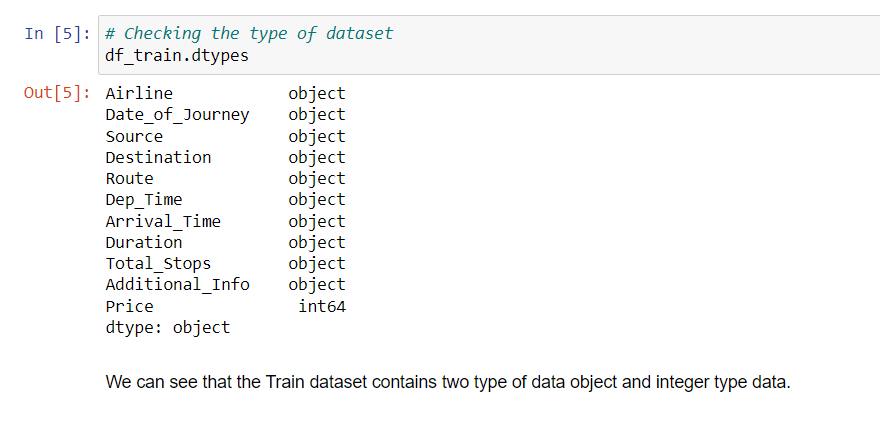 In [5]: # Checking the type of dataset
df_train.dtypes
Out[5]: Airline object
Date_of_Journey object
Source object
Destination object
Route object
Dep_Time object
Arrival_Time object
Duration object
Total_Stops object
Additional_Info object
Price int64
dtype: object
We can see that the Train dataset contains two type of data object and integer type data.